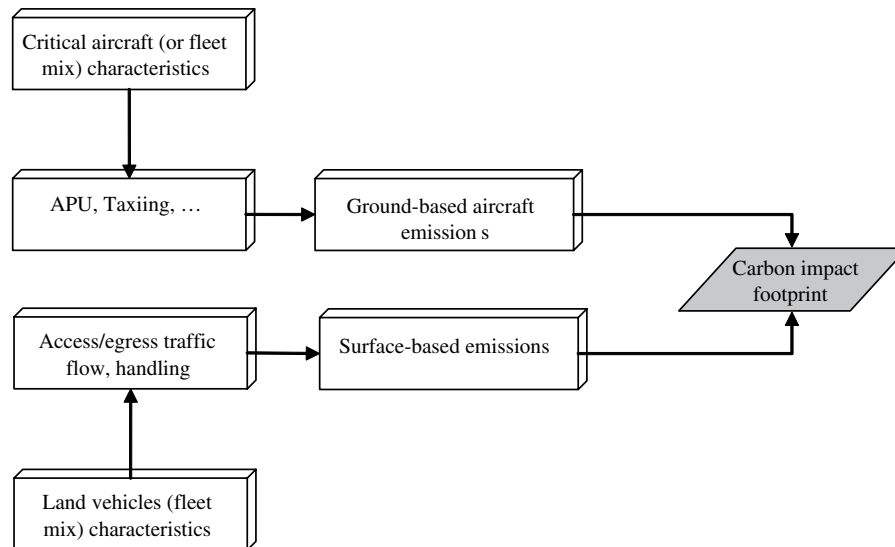 Critical aircraft (or fleet
mix) characteristics
APU, Taxiing, …
Ground-based aircraft
emission s
Carbon impact
footprint
Access/egress traffic
flow, handling
Surface-based emissions
Land vehicles (fleet
mix) characteristics